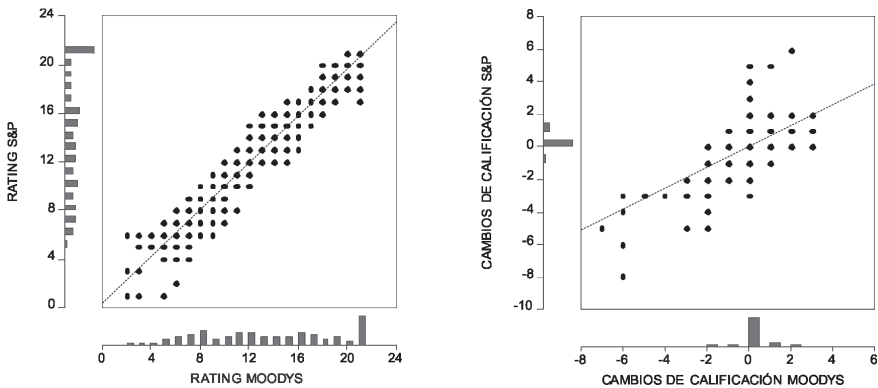 24
20
16
12
8
4
0
RATING S&P
0 4 8 12 16 20 24
RATING MOODYS
8
6
4
2
0
-2
-4
-6
-8
-10
CAMBIOS DE CALIFICACIÓN S&P
-8 -6 -4 -2 0 2 4 6
CAMBIOS DE CALIFICACIÓN MOODYS